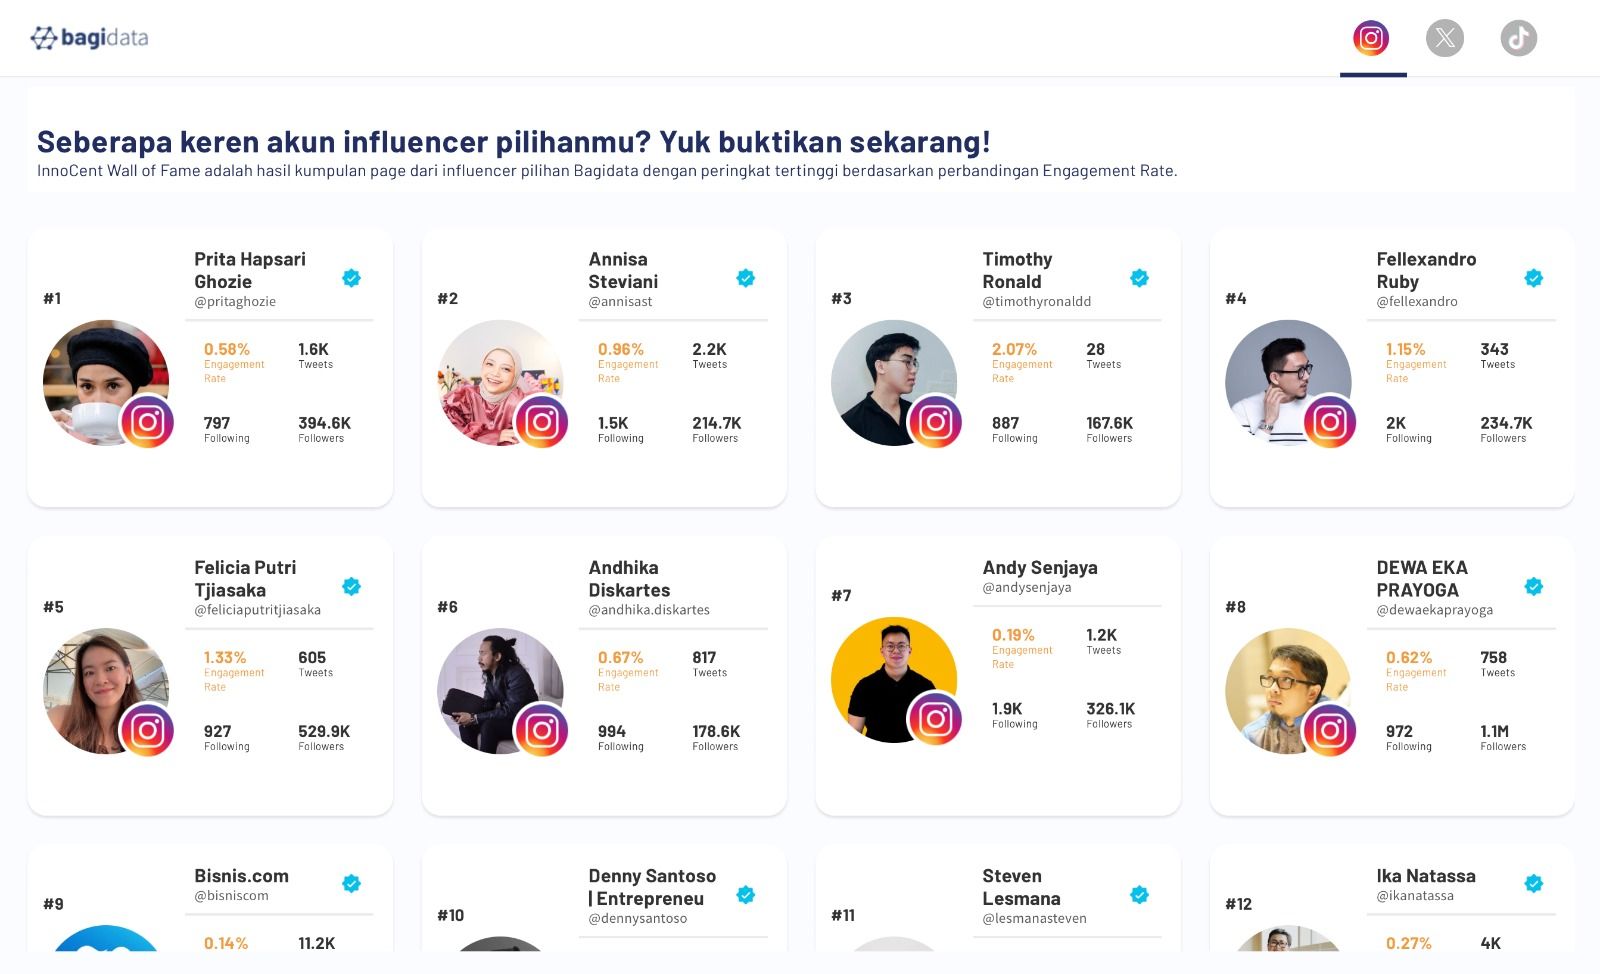 bagidata
Seberapa keren akun influencer pilihanmu? Yuk buktikan sekarang!
InnoCent Wall of Fame adalah hasil kumpulan page dari influencer pilihan Bagidata dengan peringkat tertinggi berdasarkan perbandingan Engagement Rate.
#1
Prita Hapsari
Ghozie
@pritaghozie
0.58%
Engagement
Rate
1.6K
Tweets
797
Following
394.6K
Followers
#2
Annisa
Steviani
@annisast
0.96%
Engagement
Rate
2.2K
Tweets
1.5K
Following
214.7K
Followers
#3
Timothy
Ronald
@timothyronaldd
2.07%
Engagement
Rate
28
Tweets
887
Following
167.6K
Followers
#4
Fellexandro
Ruby
@fellexandro
1.15%
Engagement
Rate
343
Tweets
2K
Following
234.7K
Followers
#5
Felicia Putri
Tjiasaka
@feliciaputritjiasaka
1.33%
Engagement
Rate
605
Tweets
927
Following
529.9K
Followers
#6
Andhika
Diskartes
@andhika.diskartes
0.67%
Engagement
Rate
817
Tweets
994
Following
178.6K
Followers
#7
Andy Senjaya
@andysenjaya
0.19%
Engagement
Rate
1.2K
Tweets
1.9K
Following
326.1K
Followers
#8
DEWA EKA
PRAYOGA
@dewaekaprayoga
0.62%
Engagement
Rate
758
Tweets
972
Following
1.1M
Followers
#9
Bisnis.com
@bisniscom
0.14%
11.2K
#10
Denny Santoso
| Entrepreneu
@dennysantoso
#11
Steven
Lesmana
@lesmanasteven
#12
Ika Natassa
@ikanatassa
0.27%
4K